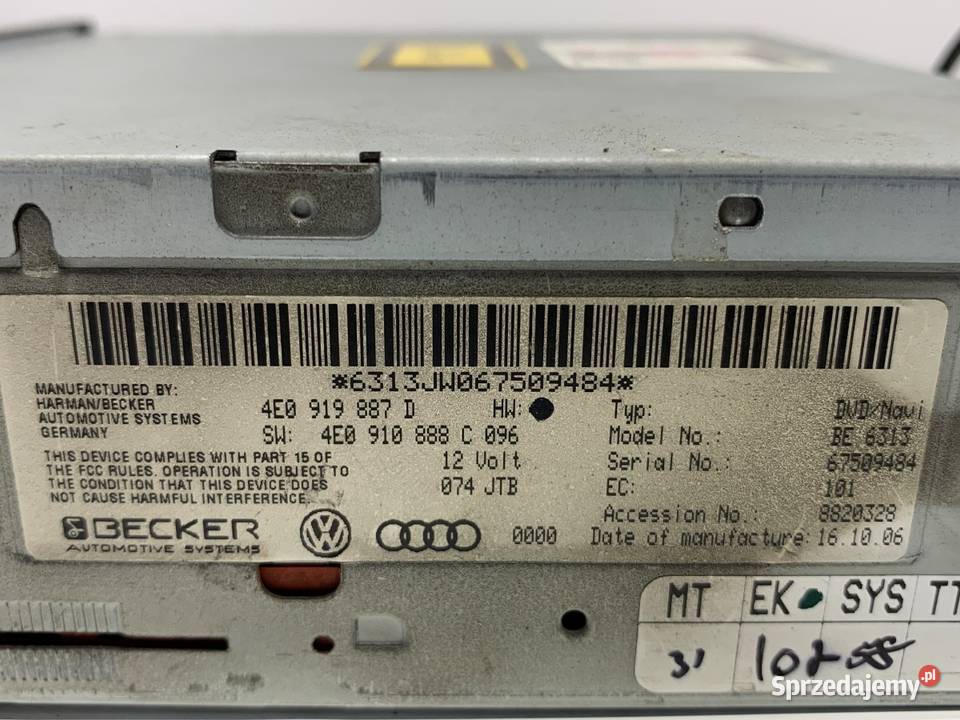 *6313JW067509484*
MANUFACTURED BY:
HARMAN/BECKER
AUTOMOTIVE SYSTEMS
GERMANY
4E0 919 887 D HW:
SW: 4E0 910 888 C 096
THIS DEVICE COMPLIES WITH PART 15 OF
THE FCC RULES. OPERATION IS SUBJECT TO
THE CONDITION THAT THIS DEVICE DOES
NOT CAUSE HARMFUL INTERFERENCE.
12 Volt
074 JTB
Typ: DVD/Navi
Model No.: BE 6313
Serial No.: 67509484
EC: 101
Accession No.: 8820328
Date of manufacture: 16.10.06
BECKER
AUTOMOTIVE SYSTEMS
0000
MT EK SYS TT
Sprzedajemy.pl